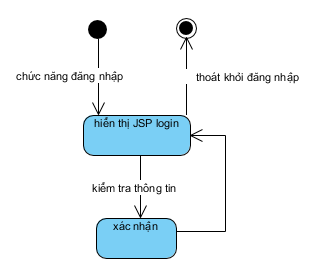 chức năng đăng nhập
thoát khỏi đăng nhập
hiển thị JSP login
kiểm tra thông tin
xác nhận